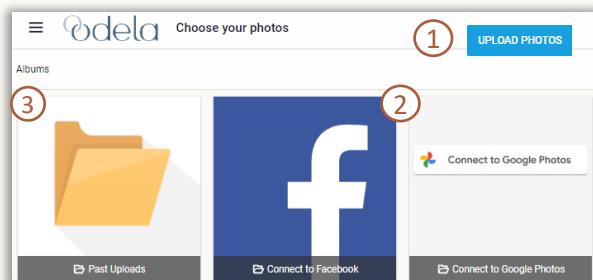 odela Choose your photos
1
UPLOAD PHOTOS
Albums
3
2
Connect to Google Photos
Past Uploads
Connect to Facebook
Connect to Google Photos